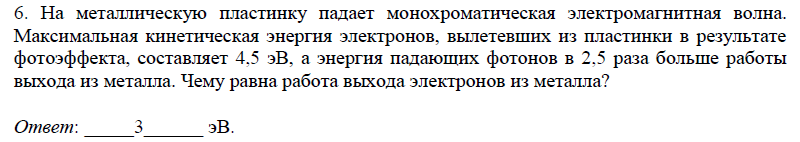 6. На металлическую пластинку падает монохроматическая электромагнитная волна.
Максимальная кинетическая энергия электронов, вылетевших из пластинки в результате
фотоэффекта, составляет 4,5 эВ, а энергия падающих фотонов в 2,5 раза больше работы
выхода из металла. Чему равна работа выхода электронов из металла?
Ответ: _____3______ эВ.